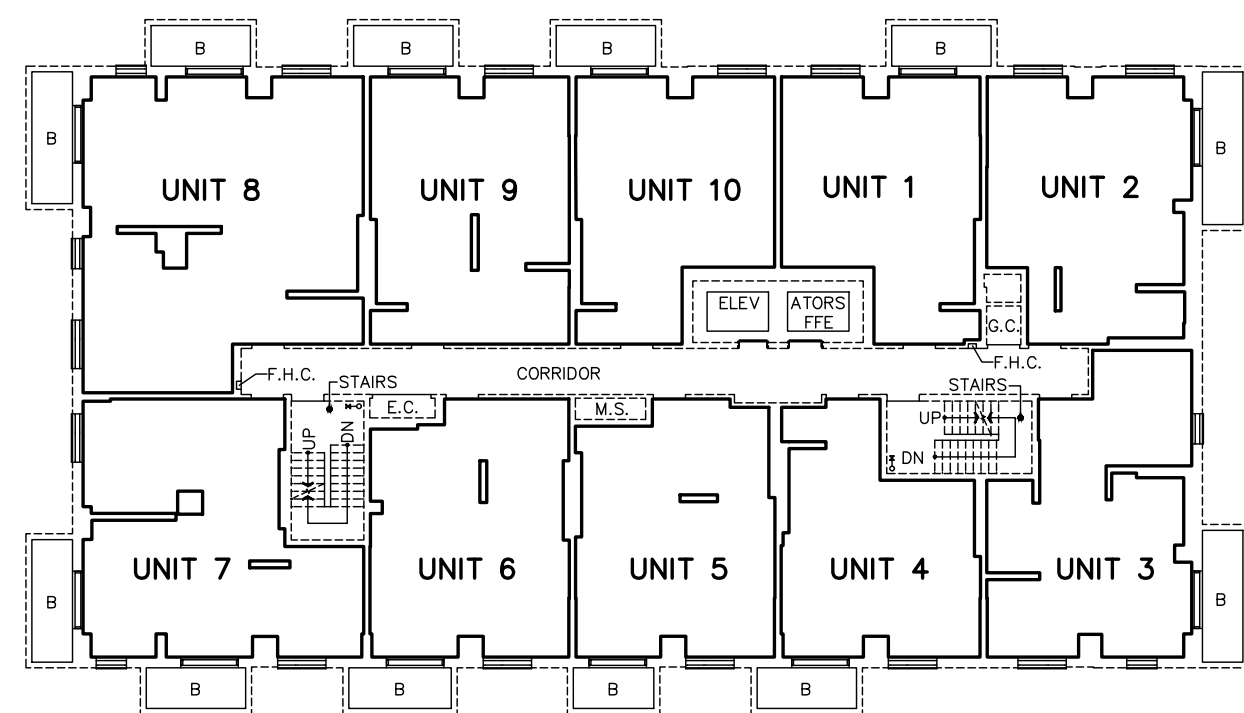 B
B
B
B
B
B
UNIT 8
UNIT 9
UNIT 10
UNIT 1
UNIT 2
ELEV
ATORS
FFE
G.C.
F.H.C.
CORRIDOR
F.H.C.
STAIRS
STAIRS
E.C.
M.S.
UP
DN
UP
DN
UNIT 7
UNIT 6
UNIT 5
UNIT 4
UNIT 3
B
B
B
B
B
B